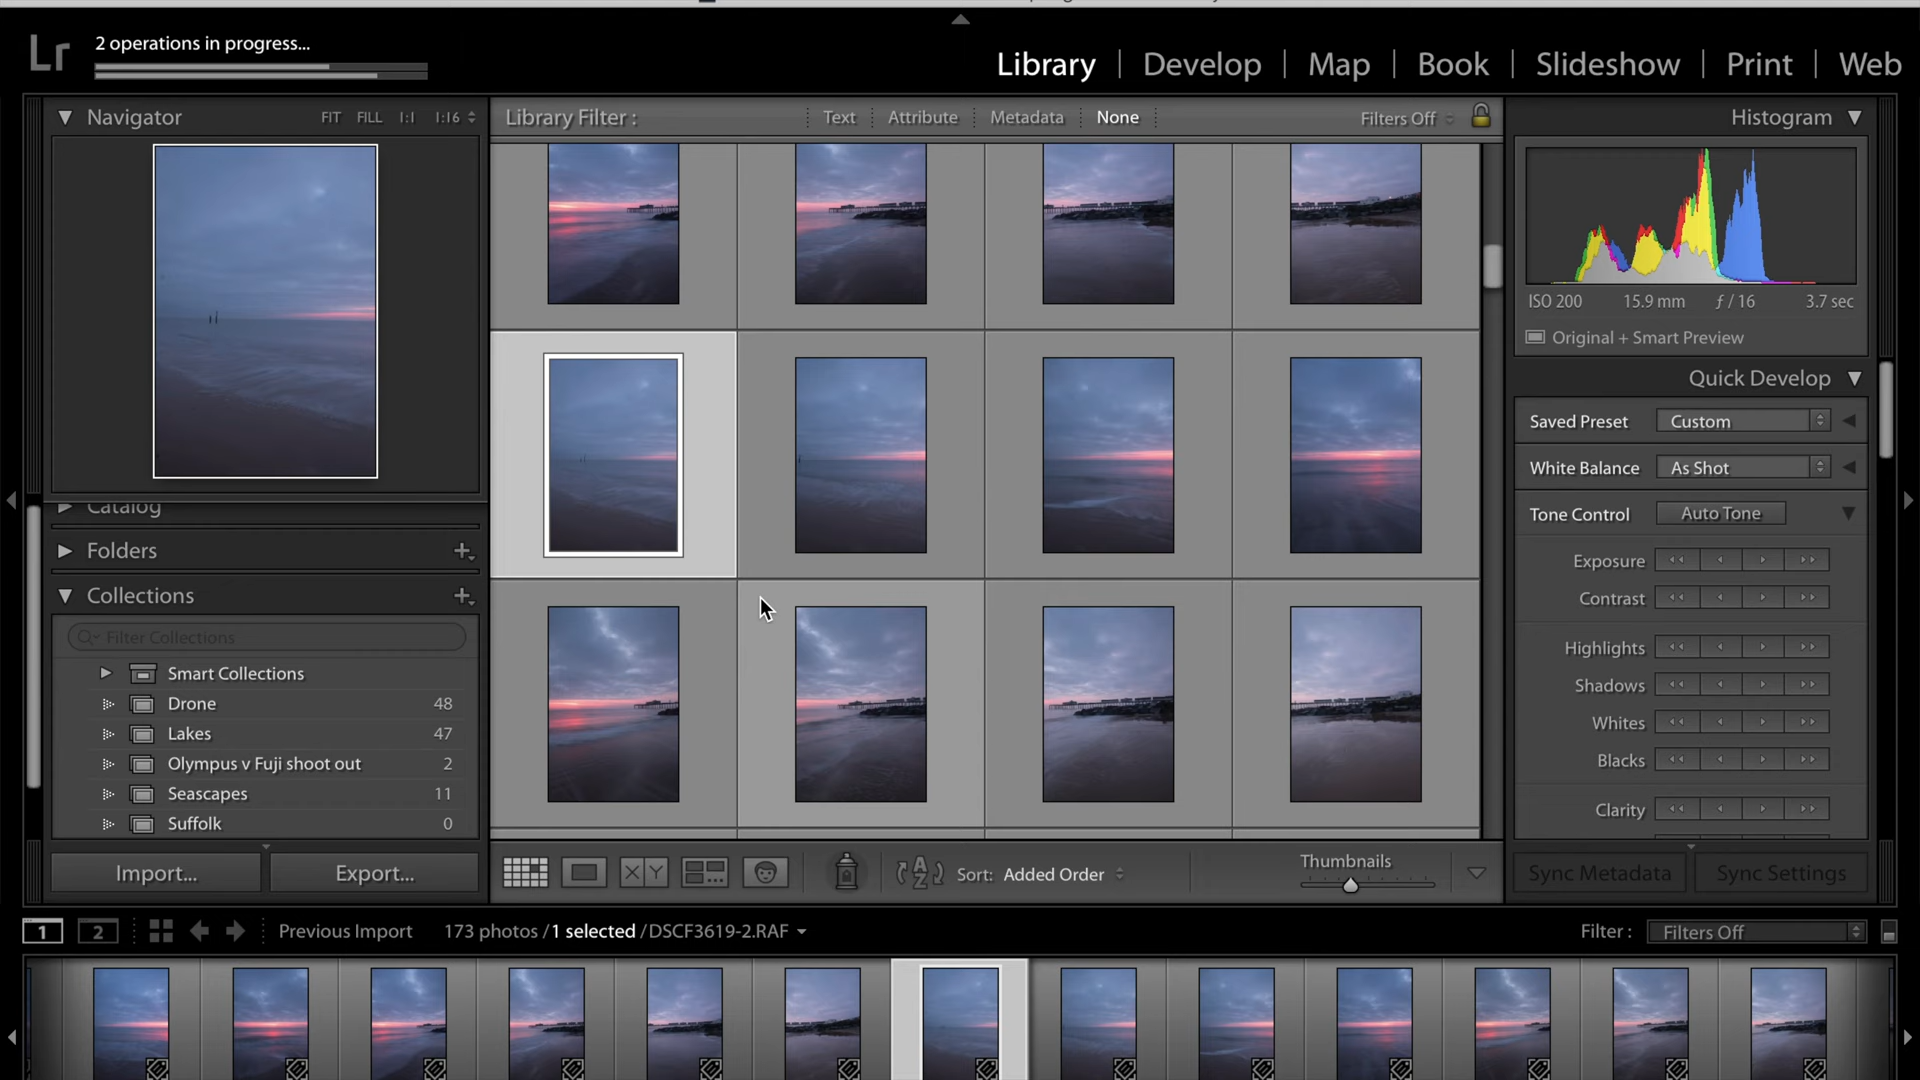 Lr
2 operations in progress...
Library | Develop | Map | Book | Slideshow | Print | Web
Navigator FIT FILL 1:1 1:16
Library Filter : Text Attribute Metadata None Filters Off
Histogram
ISO 200 15.9 mm ƒ / 16 3.7 sec
Original + Smart Preview
Quick Develop
Saved Preset Custom
White Balance As Shot
Tone Control Auto Tone
Exposure
Contrast
Highlights
Shadows
Whites
Blacks
Clarity
Catalog
Folders
Collections
Filter Collections
Smart Collections
Drone 48
Lakes 47
Olympus v Fuji shoot out 2
Seascapes 11
Suffolk 0
Import... Export...
X Y
A Z
Sort: Added Order
Thumbnails
Sync Metadata Sync Settings
1 2 Previous Import 173 photos / 1 selected / DSCF3619-2.RAF
Filter : Filters Off